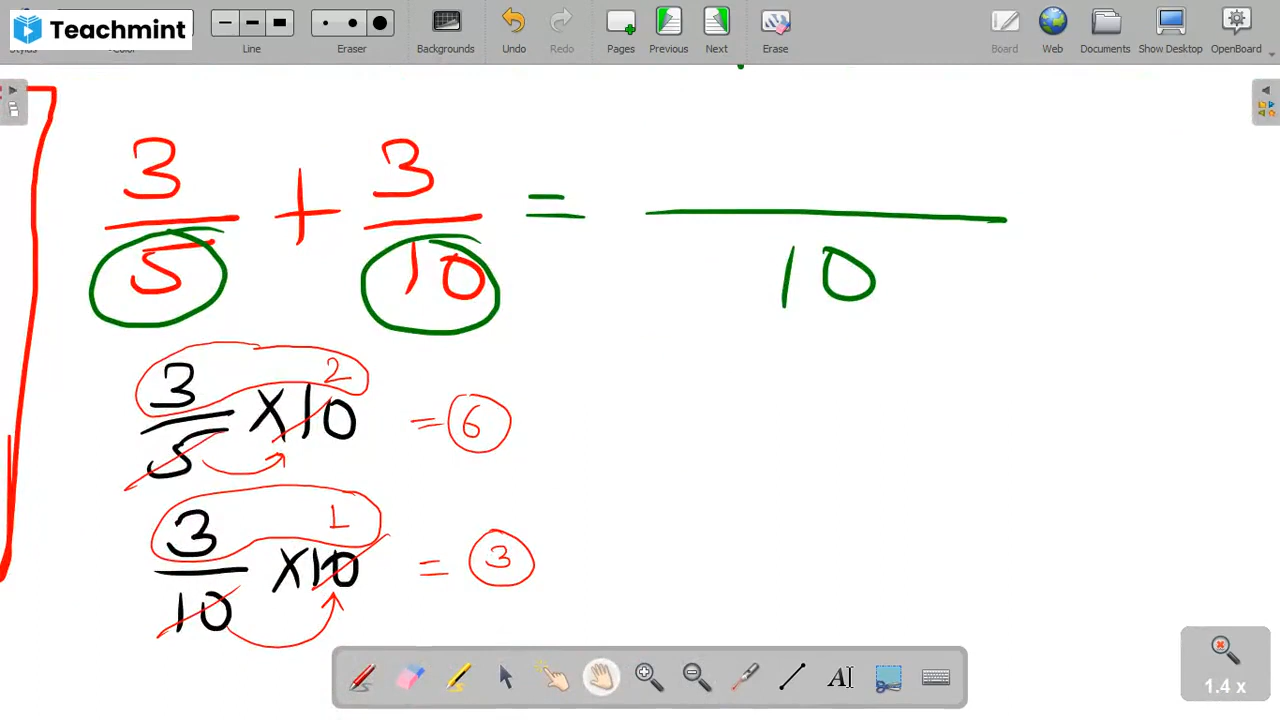 Teachmint
Line Eraser Backgrounds Undo Redo Pages Previous Next Erase Board Web Documents Show Desktop OpenBoard
3/5 + 3/10 = /10
3/5 × 10 2 = 6
3/10 × 10 1 = 3
1.4 x